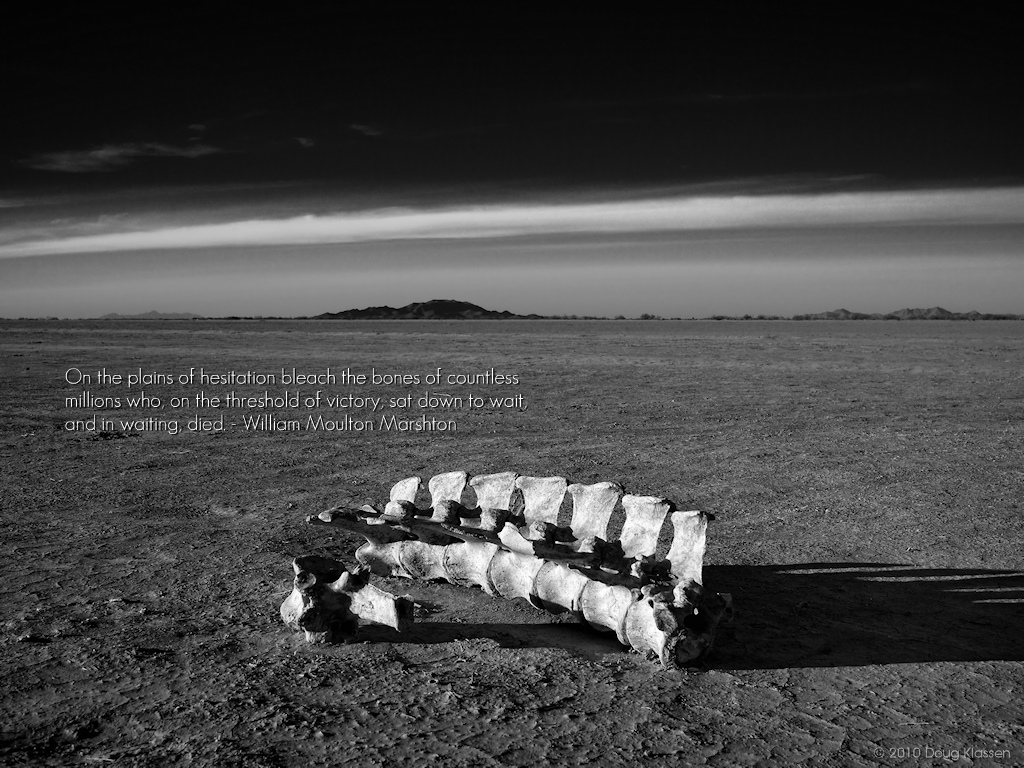 On the plains of hesitation bleach the bones of countless
millions who, on the threshold of victory, sat down to wait,
and in waiting, died. - William Moulton Marshton
© 2010 Doug Klassen